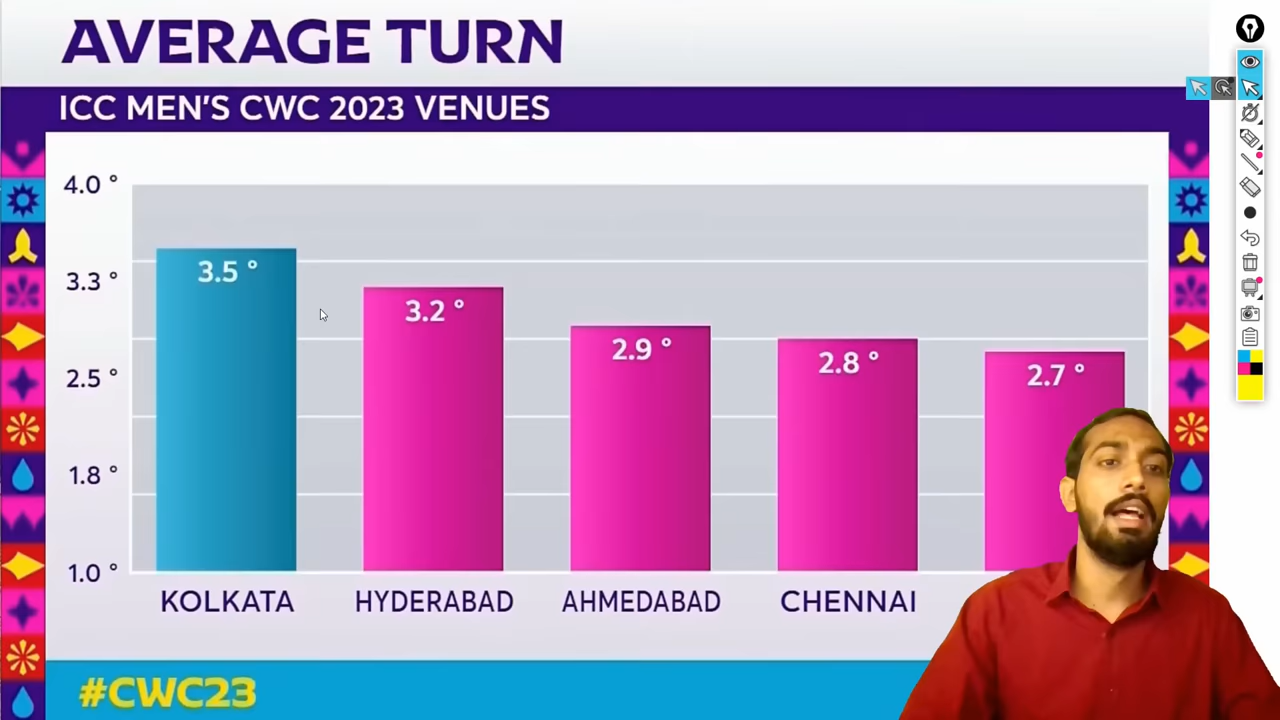 AVERAGE TURN
ICC MEN'S CWC 2023 VENUES
4.0 °
3.3 °
2.5 °
1.8 °
1.0 °
3.5 °
3.2 °
2.9 °
2.8 °
2.7 °
KOLKATA
HYDERABAD
AHMEDABAD
CHENNAI
#CWC23